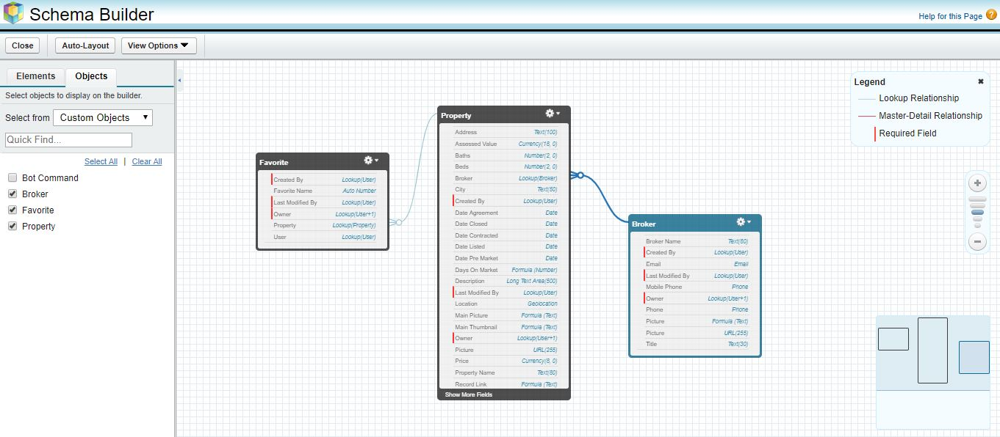 Schema Builder
Help for this Page ?
Close
Auto-Layout
View Options
Elements
Objects
Select objects to display on the builder.
Select from
Custom Objects
Quick Find...
Select All | Clear All
Bot Command
Broker
Favorite
Property
Favorite
Created By Lookup(User)
Favorite Name Auto Number
Last Modified By Lookup(User)
Owner Lookup(User+1)
Property Lookup(Property)
User Lookup(User)
Property
Address Text(100)
Assessed Value Currency(18, 0)
Baths Number(2, 0)
Beds Number(2, 0)
Broker Lookup(Broker)
City Text(50)
Created By Lookup(User)
Date Agreement Date
Date Closed Date
Date Contracted Date
Date Listed Date
Date Pre Market Date
Days On Market Formula (Number)
Description Long Text Area(500)
Last Modified By Lookup(User)
Location Geolocation
Main Picture Formula (Text)
Main Thumbnail Formula (Text)
Owner Lookup(User+1)
Picture URL(255)
Price Currency(8, 0)
Property Name Text(80)
Record Link Formula (Text)
Show More Fields
Broker
Broker Name Text(80)
Created By Lookup(User)
Email Email
Last Modified By Lookup(User)
Mobile Phone Phone
Owner Lookup(User+1)
Phone Phone
Picture Formula (Text)
Picture URL(255)
Title Text(30)
Legend
Lookup Relationship
Master-Detail Relationship
Required Field